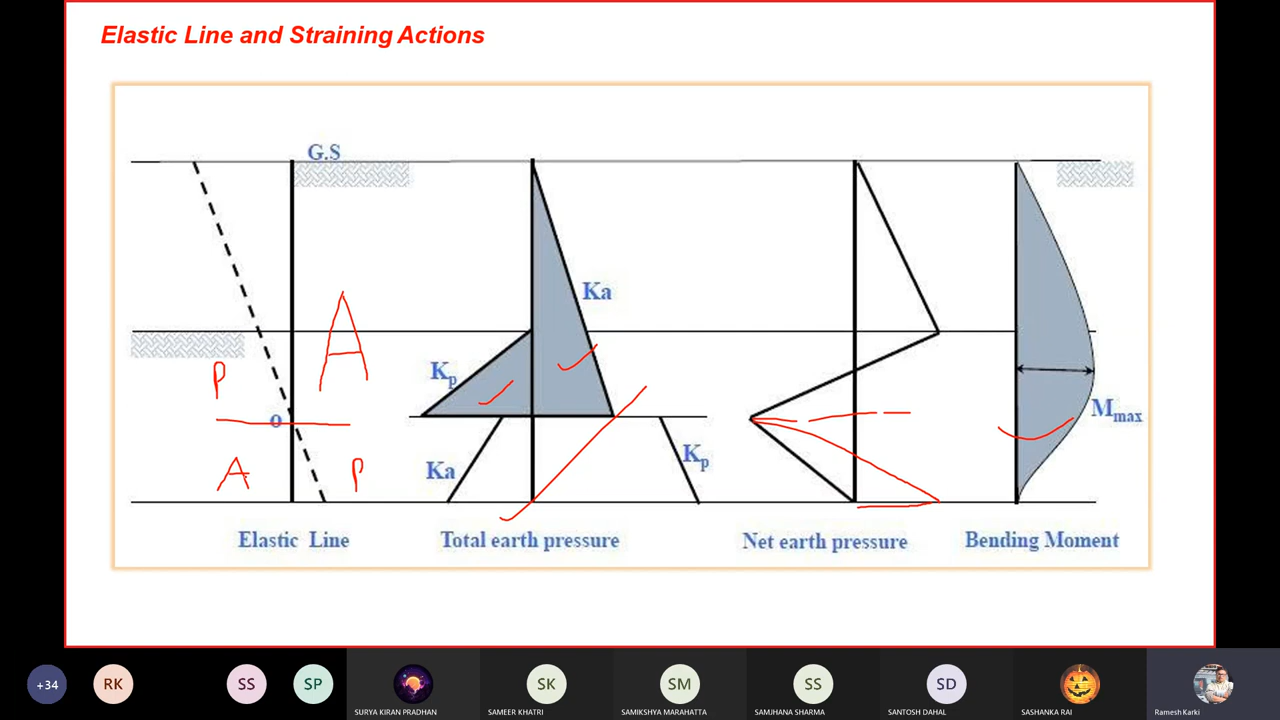 Elastic Line and Straining Actions
G.S
Ka
A
P
Kp
O
Mmax
A
P
Ka
Kp
Elastic Line
Total earth pressure
Net earth pressure
Bending Moment
+34
RK
SS
SP
SK
SM
SS
SD
SURYA KIRAN PRADHAN
SAMEER KHATRI
SAMIKSHYA MARAHATTA
SAMJHANA SHARMA
SANTOSH DAHAL
SASHANKA RAI
Ramesh Karki